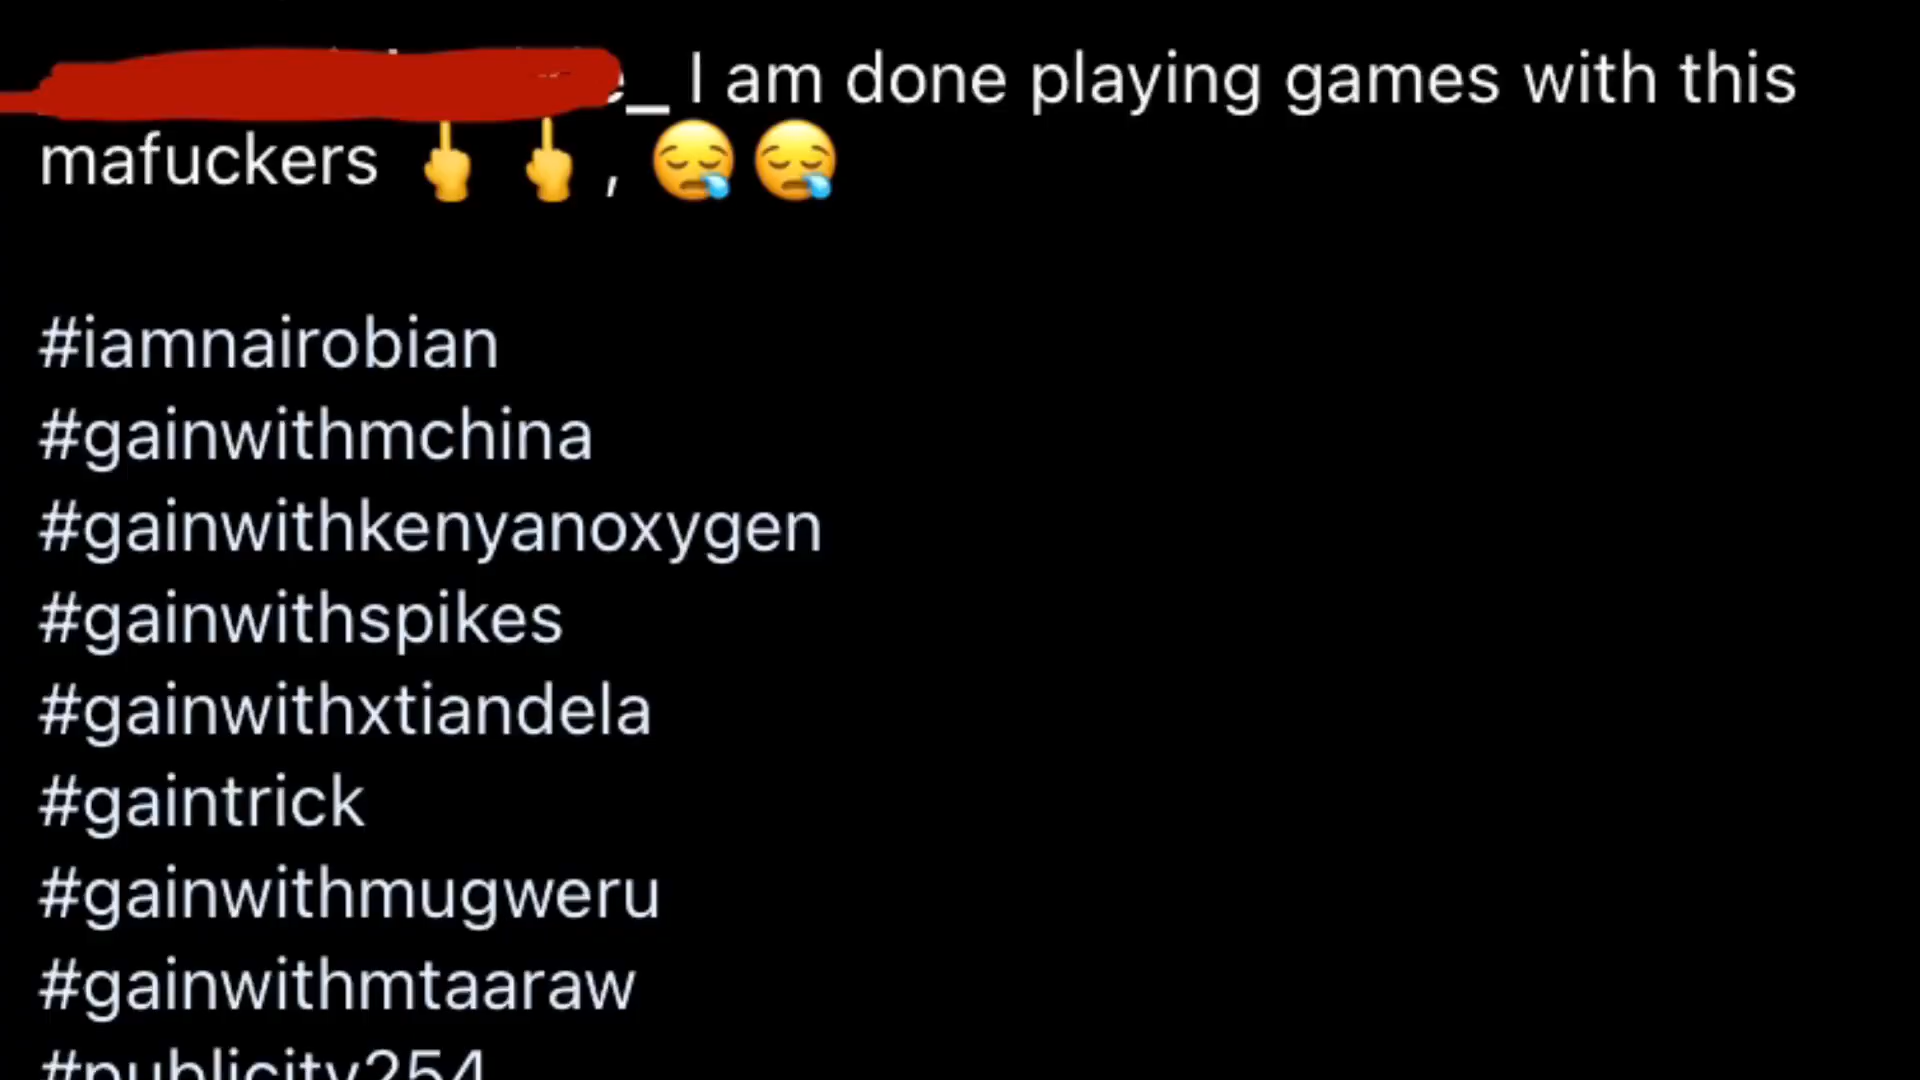 _ I am done playing games with this
mafuckers 🖕 🖕 , 😪😪
#iamnairobian
#gainwithmchina
#gainwithkenyanoxygen
#gainwithspikes
#gainwithxtiandela
#gaintrick
#gainwithmugweru
#gainwithmtaaraw
#publicity254